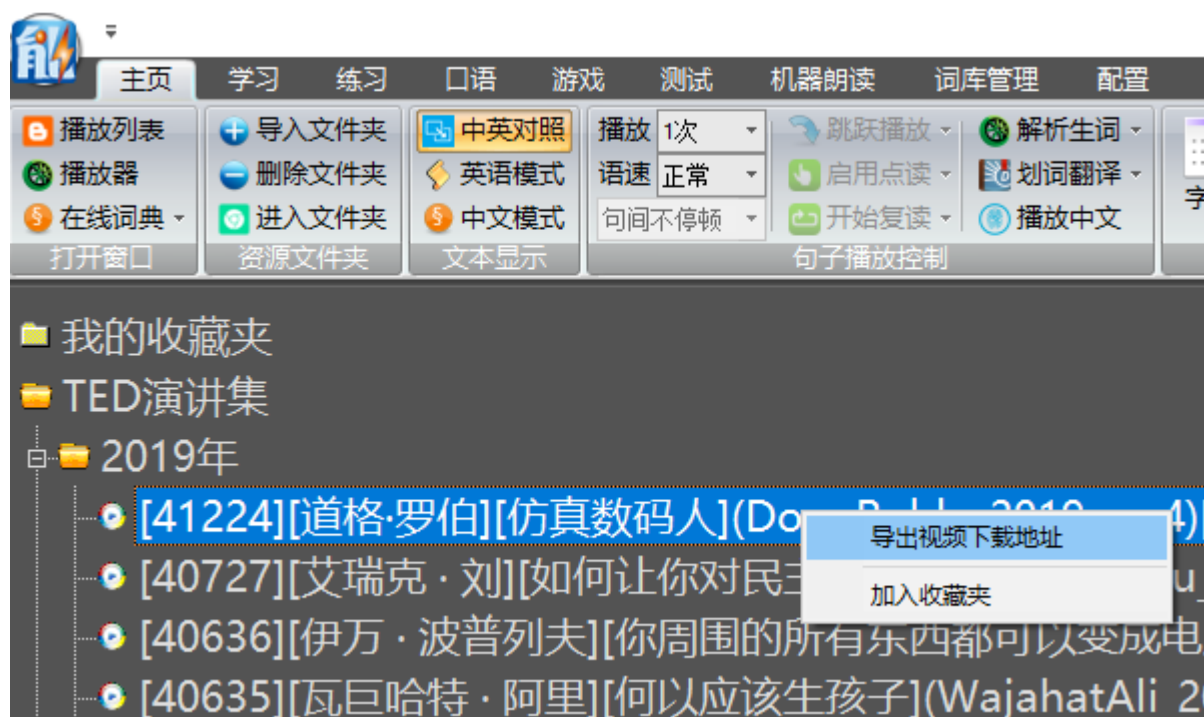 主页 学习 练习 口语 游戏 测试 机器朗读 词库管理 配置
播放列表 导入文件夹 中英对照 播放 1次 跳跃播放 解析生词
播放器 删除文件夹 英语模式 语速 正常 启用点读 划词翻译
在线词典 进入文件夹 中文模式 句间不停顿 开始复读 播放中文
字
打开窗口 资源文件夹 文本显示 句子播放控制
我的收藏夹
TED演讲集
2019年
[41224][道格·罗伯][仿真数码人](Do 4)
导出视频下载地址
[40727][艾瑞克·刘][如何让你对民
加入收藏夹
[40636][伊万·波普列夫][你周围的所有东西都可以变成电
[40635][瓦巨哈特·阿里][何以应该生孩子](WajahatAli_2